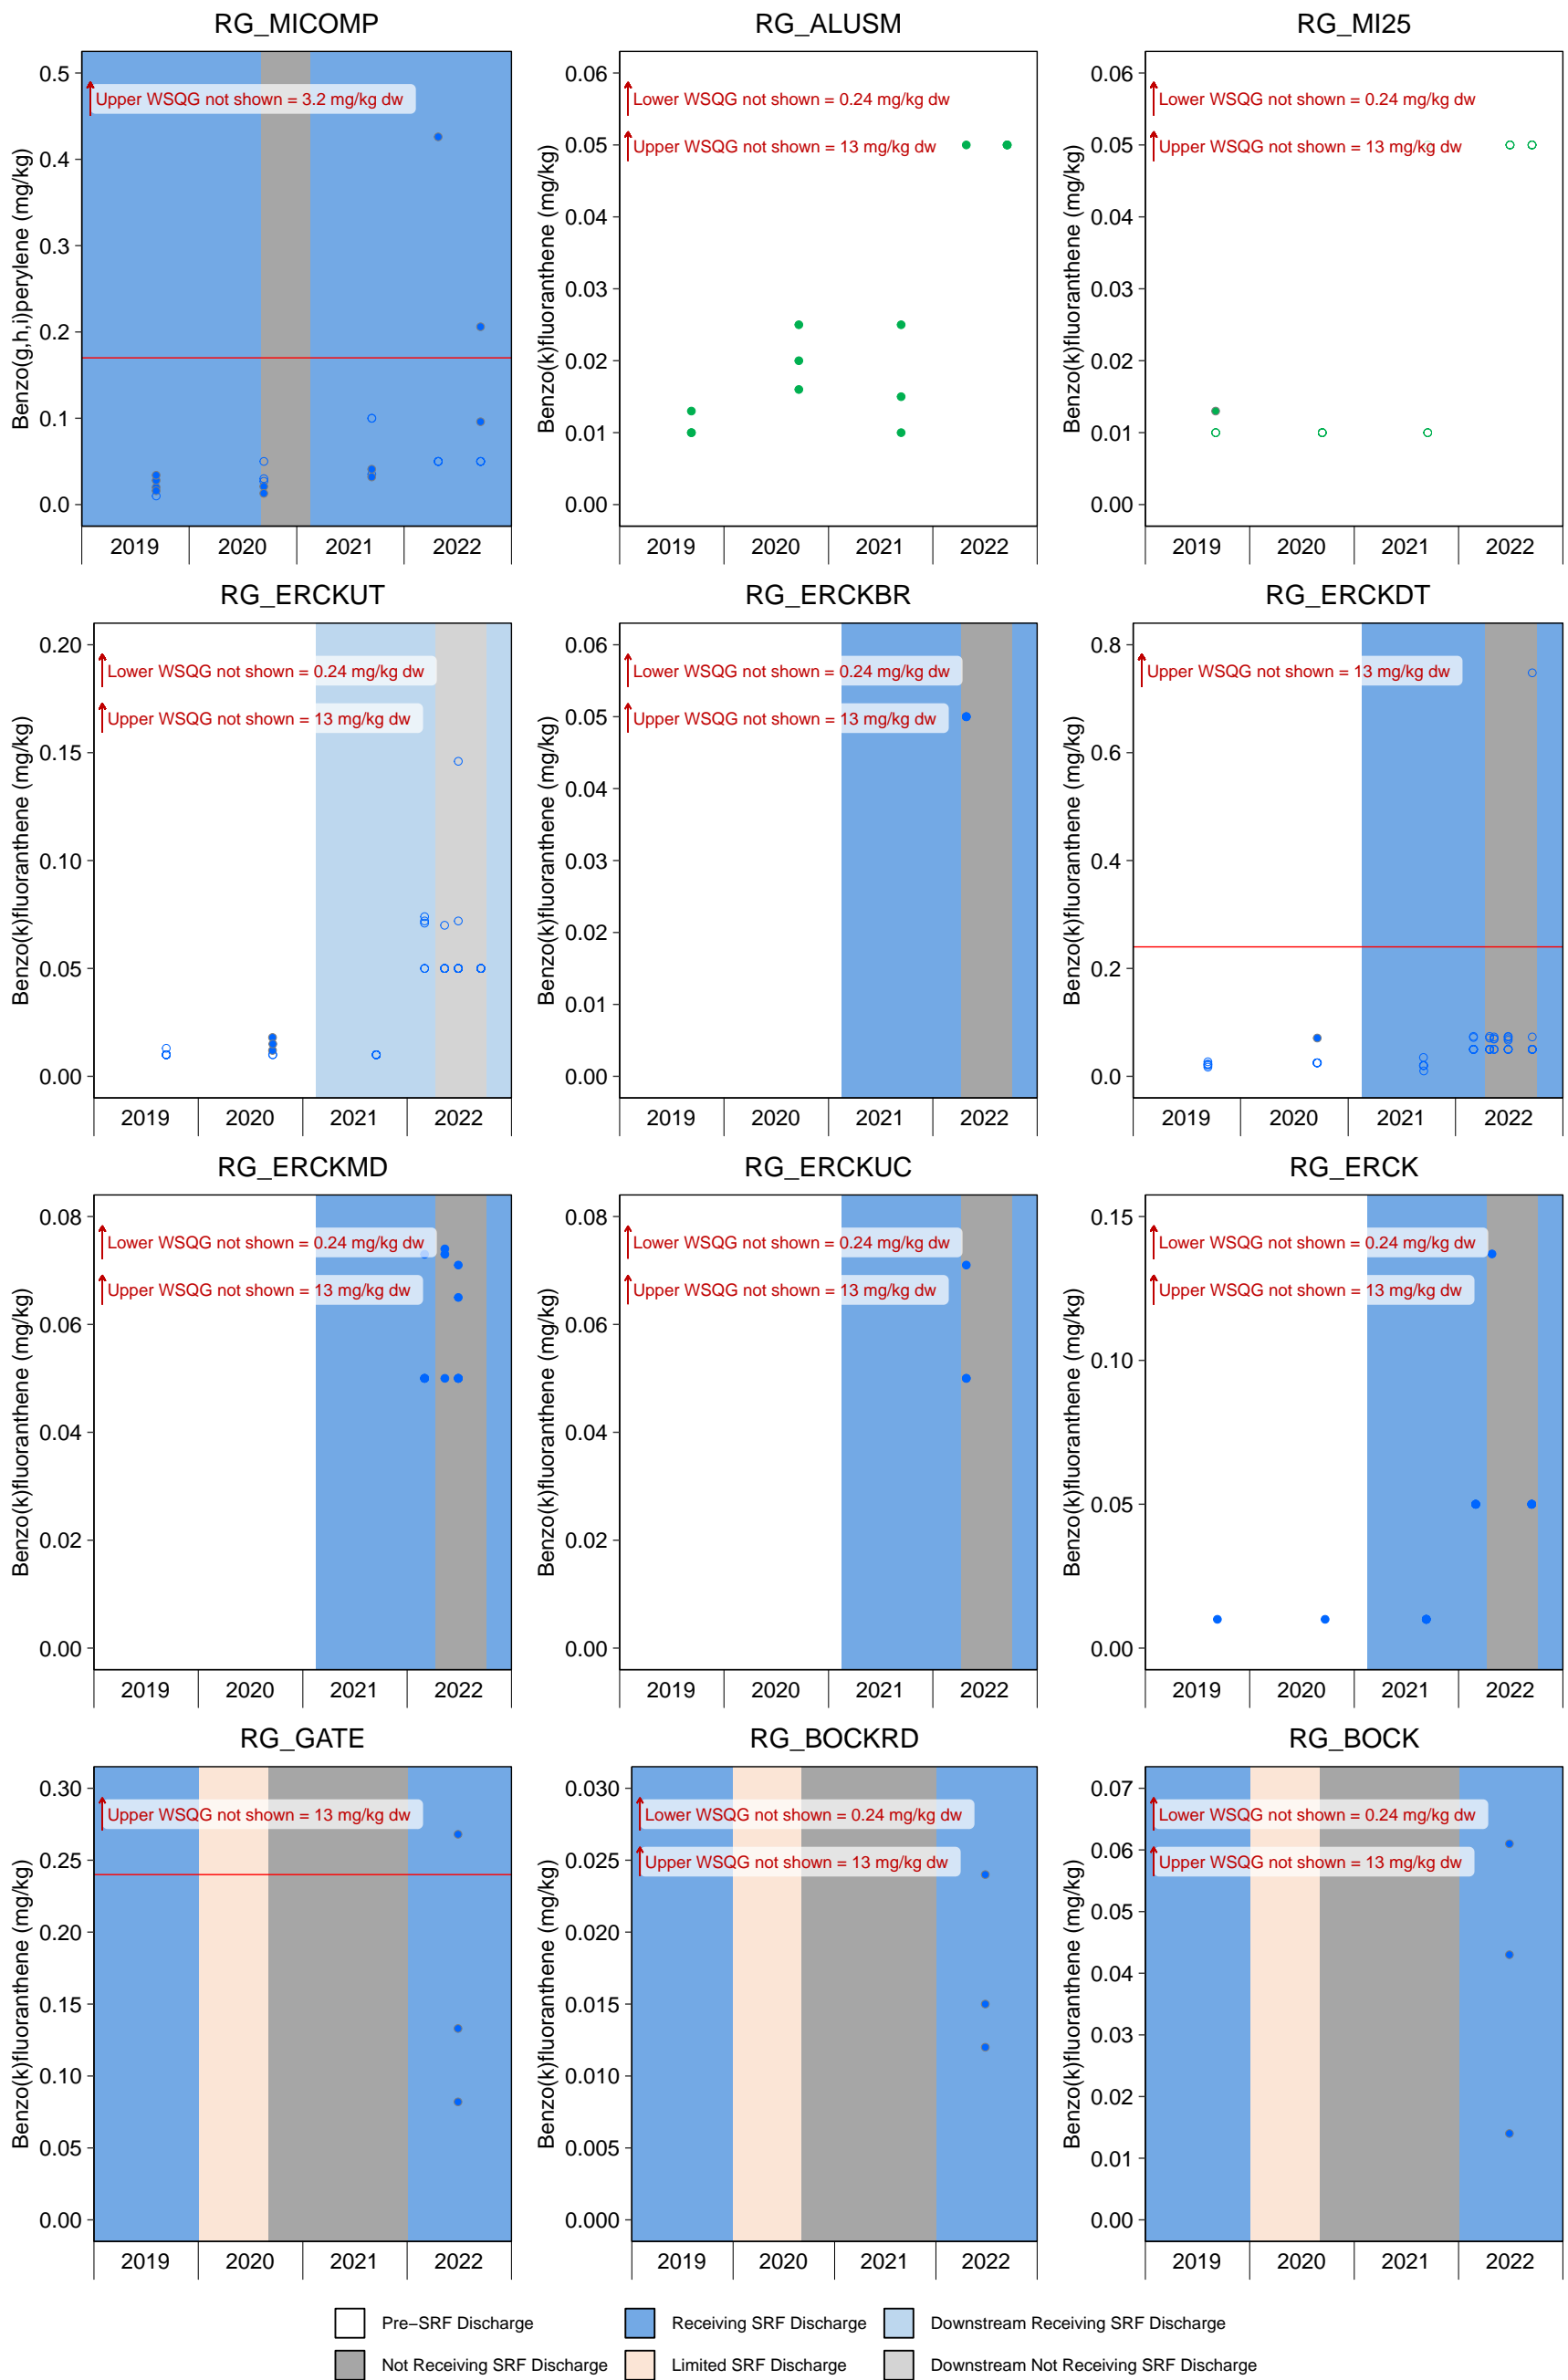 RG_MICOMP
RG_ALUSM
RG_MI25
Benzo(g,h,i)perylene (mg/kg)
0.5
0.4
0.3
0.2
0.1
0.0
Upper WSQG not shown = 3.2 mg/kg dw
2019 2020 2021 2022
Benzo(k)fluoranthene (mg/kg)
0.06
0.05
0.04
0.03
0.02
0.01
0.00
Lower WSQG not shown = 0.24 mg/kg dw
Upper WSQG not shown = 13 mg/kg dw
2019 2020 2021 2022
Benzo(k)fluoranthene (mg/kg)
0.06
0.05
0.04
0.03
0.02
0.01
0.00
Lower WSQG not shown = 0.24 mg/kg dw
Upper WSQG not shown = 13 mg/kg dw
2019 2020 2021 2022
RG_ERCKUT
RG_ERCKBR
RG_ERCKDT
Benzo(k)fluoranthene (mg/kg)
0.20
0.15
0.10
0.05
0.00
Lower WSQG not shown = 0.24 mg/kg dw
Upper WSQG not shown = 13 mg/kg dw
2019 2020 2021 2022
Benzo(k)fluoranthene (mg/kg)
0.06
0.05
0.04
0.03
0.02
0.01
0.00
Lower WSQG not shown = 0.24 mg/kg dw
Upper WSQG not shown = 13 mg/kg dw
2019 2020 2021 2022
Benzo(k)fluoranthene (mg/kg)
0.8
0.6
0.4
0.2
0.0
Upper WSQG not shown = 13 mg/kg dw
2019 2020 2021 2022
RG_ERCKMD
RG_ERCKUC
RG_ERCK
Benzo(k)fluoranthene (mg/kg)
0.08
0.06
0.04
0.02
0.00
Lower WSQG not shown = 0.24 mg/kg dw
Upper WSQG not shown = 13 mg/kg dw
2019 2020 2021 2022
Benzo(k)fluoranthene (mg/kg)
0.08
0.06
0.04
0.02
0.00
Lower WSQG not shown = 0.24 mg/kg dw
Upper WSQG not shown = 13 mg/kg dw
2019 2020 2021 2022
Benzo(k)fluoranthene (mg/kg)
0.15
0.10
0.05
0.00
Lower WSQG not shown = 0.24 mg/kg dw
Upper WSQG not shown = 13 mg/kg dw
2019 2020 2021 2022
RG_GATE
RG_BOCKRD
RG_BOCK
Benzo(k)fluoranthene (mg/kg)
0.30
0.25
0.20
0.15
0.10
0.05
0.00
Upper WSQG not shown = 13 mg/kg dw
2019 2020 2021 2022
Benzo(k)fluoranthene (mg/kg)
0.030
0.025
0.020
0.015
0.010
0.005
0.000
Lower WSQG not shown = 0.24 mg/kg dw
Upper WSQG not shown = 13 mg/kg dw
2019 2020 2021 2022
Benzo(k)fluoranthene (mg/kg)
0.07
0.06
0.05
0.04
0.03
0.02
0.01
0.00
Lower WSQG not shown = 0.24 mg/kg dw
Upper WSQG not shown = 13 mg/kg dw
2019 2020 2021 2022
Pre−SRF Discharge
Receiving SRF Discharge
Downstream Receiving SRF Discharge
Not Receiving SRF Discharge
Limited SRF Discharge
Downstream Not Receiving SRF Discharge